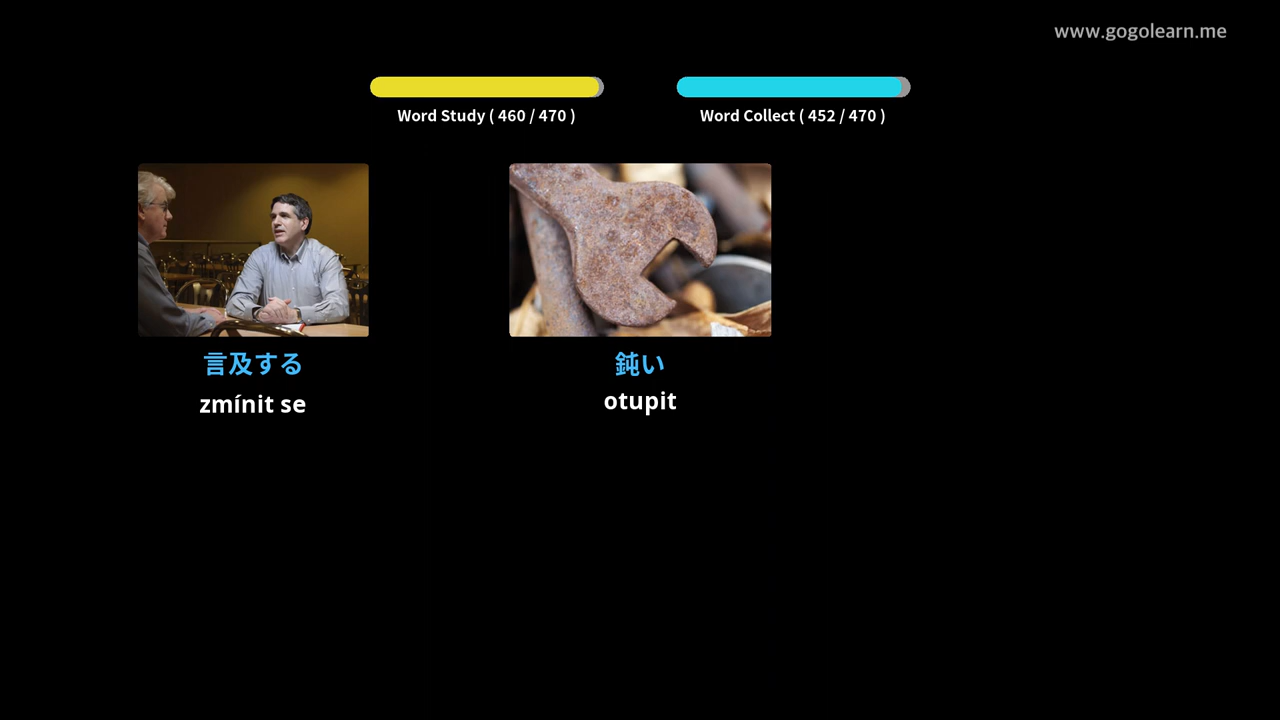 www.gogolearn.me
Word Study ( 460 / 470 )
Word Collect ( 452 / 470 )
言及する
zmínit se
鈍い
otupit